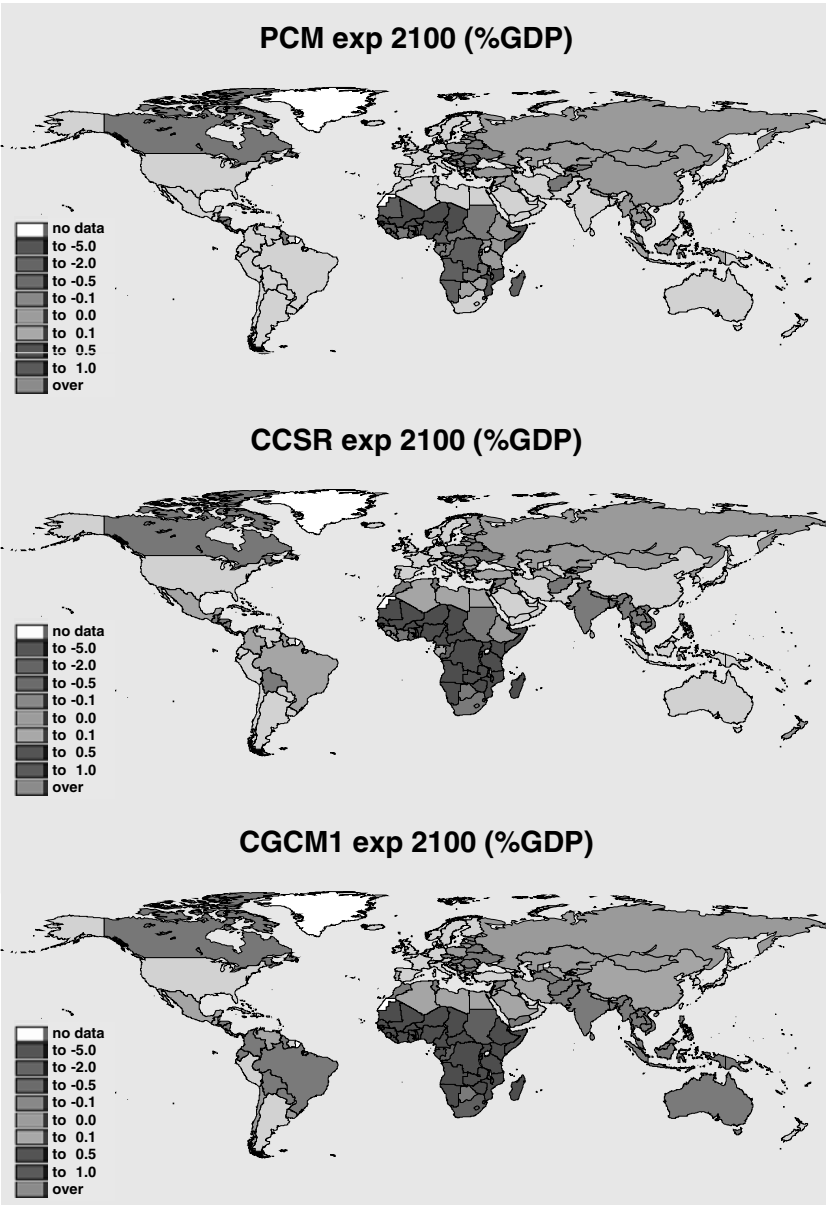 PCM exp 2100 (%GDP)
no data
to -5.0
to -2.0
to -0.5
to -0.1
to 0.0
to 0.1
to 0.5
to 1.0
over
CCSR exp 2100 (%GDP)
no data
to -5.0
to -2.0
to -0.5
to -0.1
to 0.0
to 0.1
to 0.5
to 1.0
over
CGCM1 exp 2100 (%GDP)
no data
to -5.0
to -2.0
to -0.5
to -0.1
to 0.0
to 0.1
to 0.5
to 1.0
over